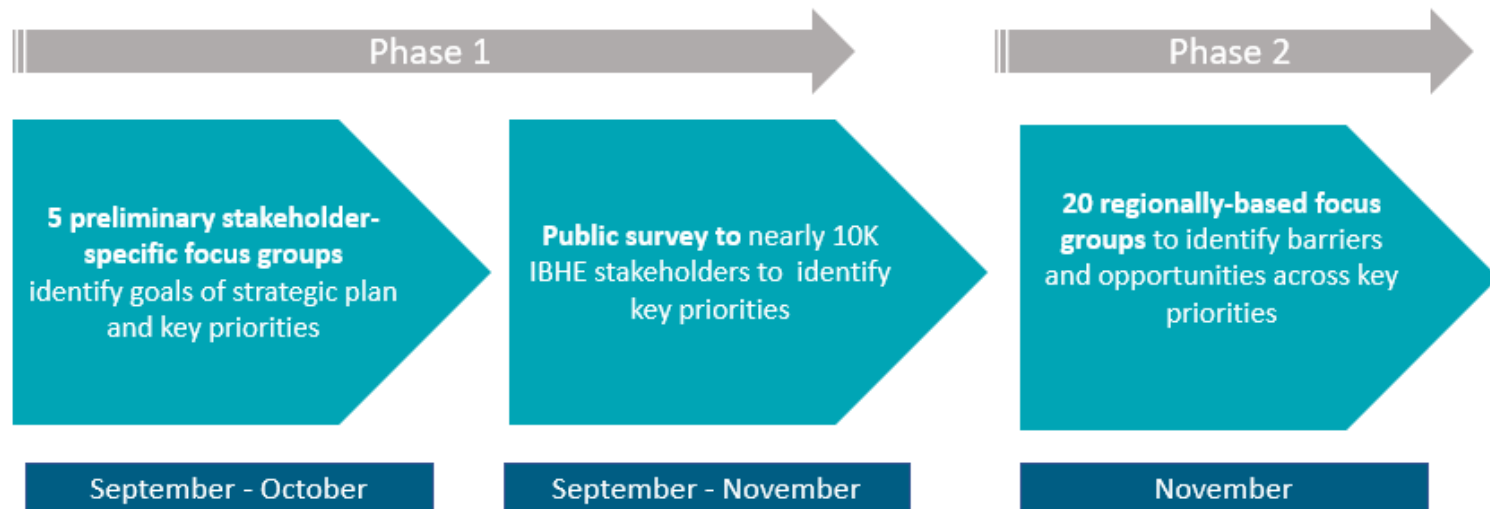 Phase 1
Phase 2
5 preliminary stakeholder-
specific focus groups
identify goals of strategic plan
and key priorities
Public survey to nearly 10K
IBHE stakeholders to  identify
key priorities
20 regionally-based focus
groups to identify barriers
and opportunities across key
priorities
September - October
September - November
November